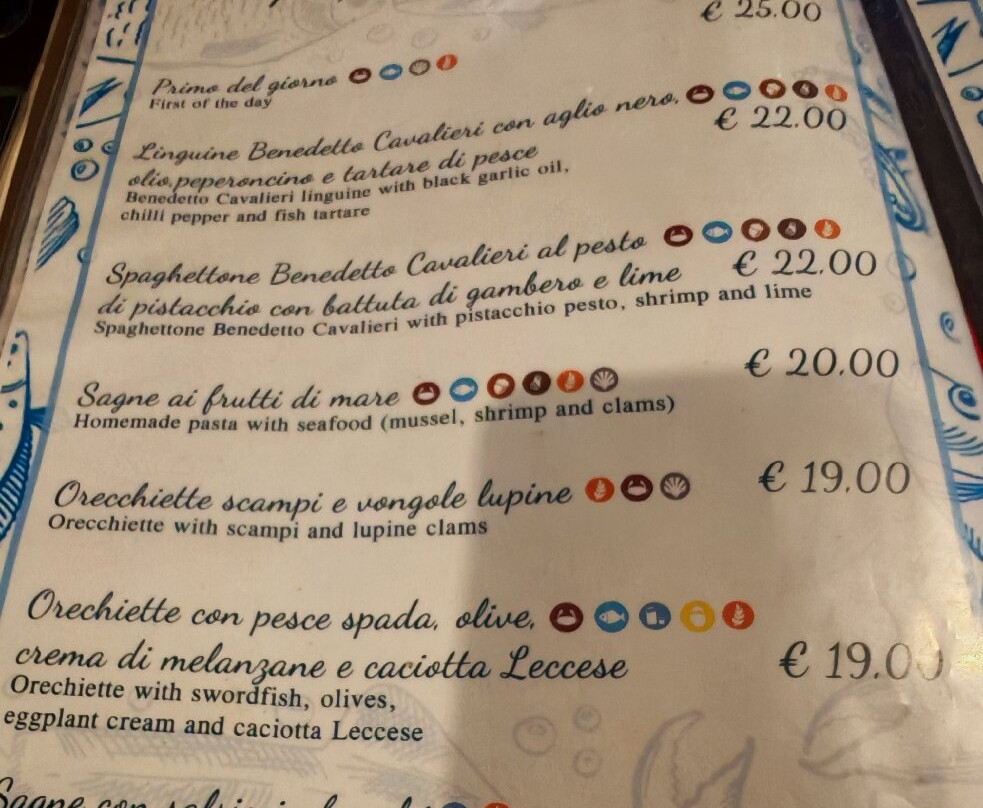 € 25.00
Primo del giorno
First of the day
Linguine Benedetto Cavalieri con aglio nero,
€ 22.00
olio, peperoncino e tartare di pesce
Benedetto Cavalieri linguine with black garlic oil,
chilli pepper and fish tartare
Spaghettone Benedetto Cavalieri al pesto
€ 22.00
di pistacchio con battuta di gambero e lime
Spaghettone Benedetto Cavalieri with pistacchio pesto, shrimp and lime
€ 20.00
Sagne ai frutti di mare
Homemade pasta with seafood (mussel, shrimp and clams)
€ 19.00
Orecchiette scampi e vongole lupine
Orecchiette with scampi and lupine clams
Orechiette con pesce spada, olive,
crema di melanzane e caciotta Leccese
€ 19.00
Orechiette with swordfish, olives,
eggplant cream and caciotta Leccese
Sagne con